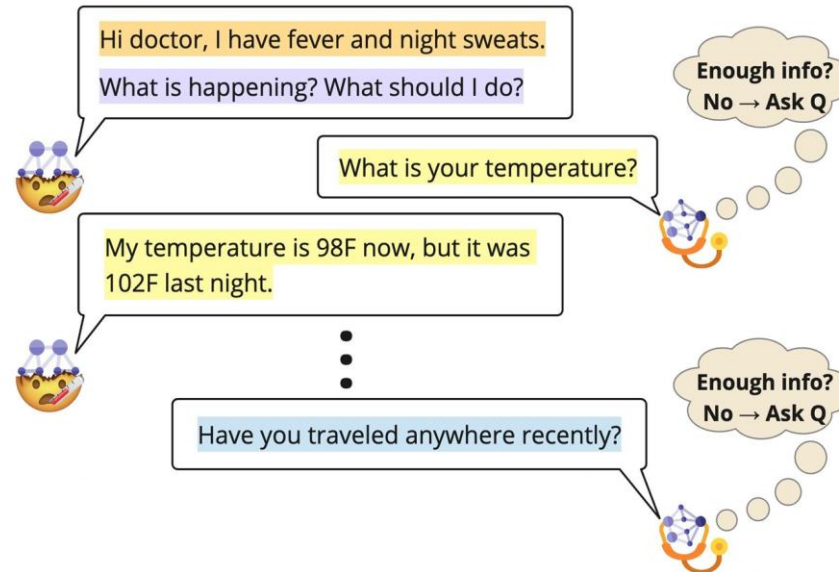 Hi doctor, I have fever and night sweats.
What is happening? What should I do?
Enough info?
No → Ask Q
What is your temperature?
My temperature is 98F now, but it was
102F last night.
Enough info?
No → Ask Q
Have you traveled anywhere recently?